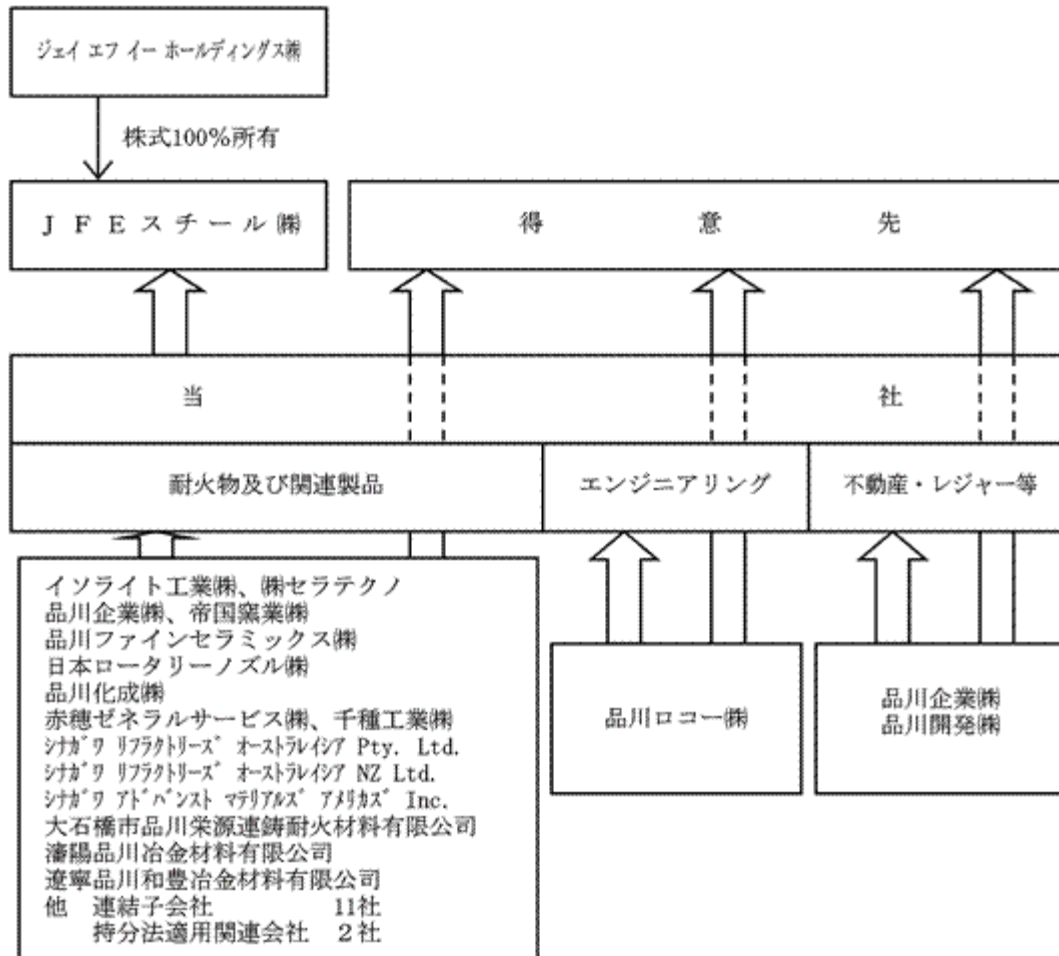 ジェイ エフ イー ホールディングス㈱
株式100%所有
JFEスチール㈱
得意先
当社
耐火物及び関連製品
エンジニアリング
不動産・レジャー等
イソライト工業㈱、㈱セラテクノ
品川企業㈱、帝国窯業㈱
品川ファインセラミックス㈱
日本ロータリーノズル㈱
品川化成㈱
赤穂ゼネラルサービス㈱、千種工業㈱
シナガワ リフラクトリーズ オーストラレイシア Pty. Ltd.
シナガワ リフラクトリーズ オーストラレイシア NZ Ltd.
シナガワ アドバンスト マテリアルズ アメリカズ Inc.
大石橋市品川栄源連鋳耐火材料有限公司
瀋陽品川冶金材料有限公司
遼寧品川和豊冶金材料有限公司
他 連結子会社 11社
持分法適用関連会社 2社
品川ロコー㈱
品川企業㈱
品川開発㈱